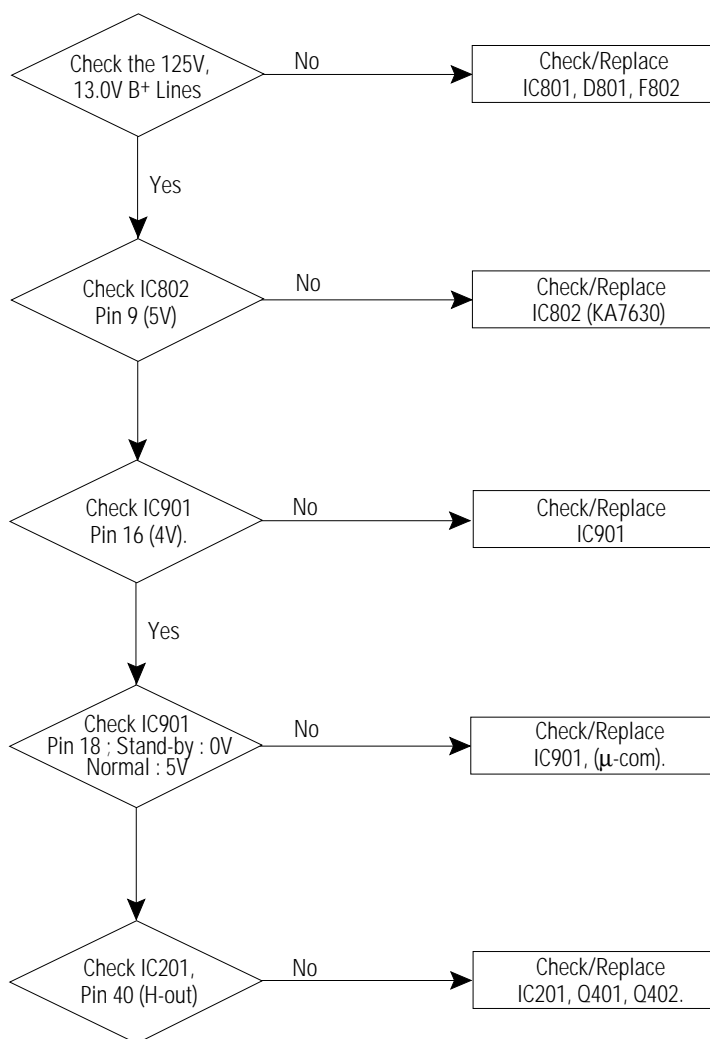 Check the 125V,
13.0V B+ Lines
No
Check/Replace
IC801, D801, F802
Yes
Check IC802
Pin 9 (5V)
No
Check/Replace
IC802 (KA7630)
Check IC901
Pin 16 (4V).
No
Check/Replace
IC901
Yes
Check IC901
Pin 18 ; Stand-by : 0V
Normal : 5V
No
Check/Replace
IC901, (μ-com).
Check IC201,
Pin 40 (H-out)
No
Check/Replace
IC201, Q401, Q402.